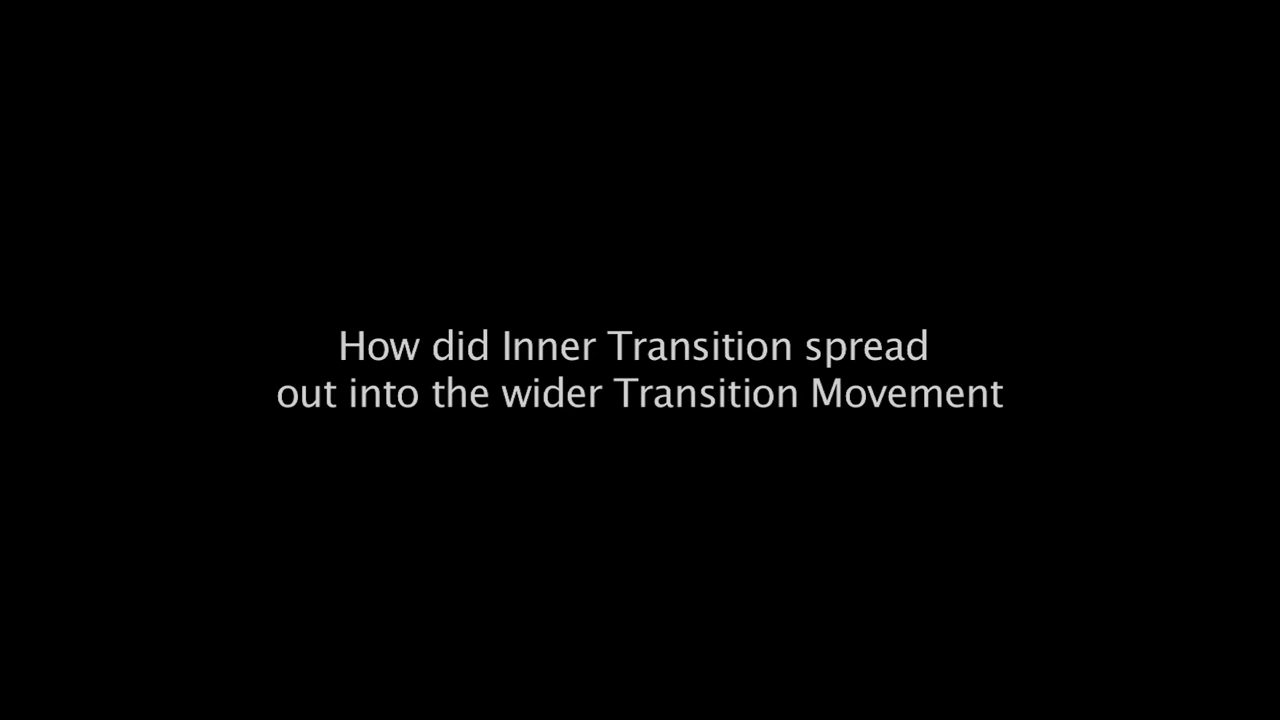 How did Inner Transition spread
out into the wider Transition Movement